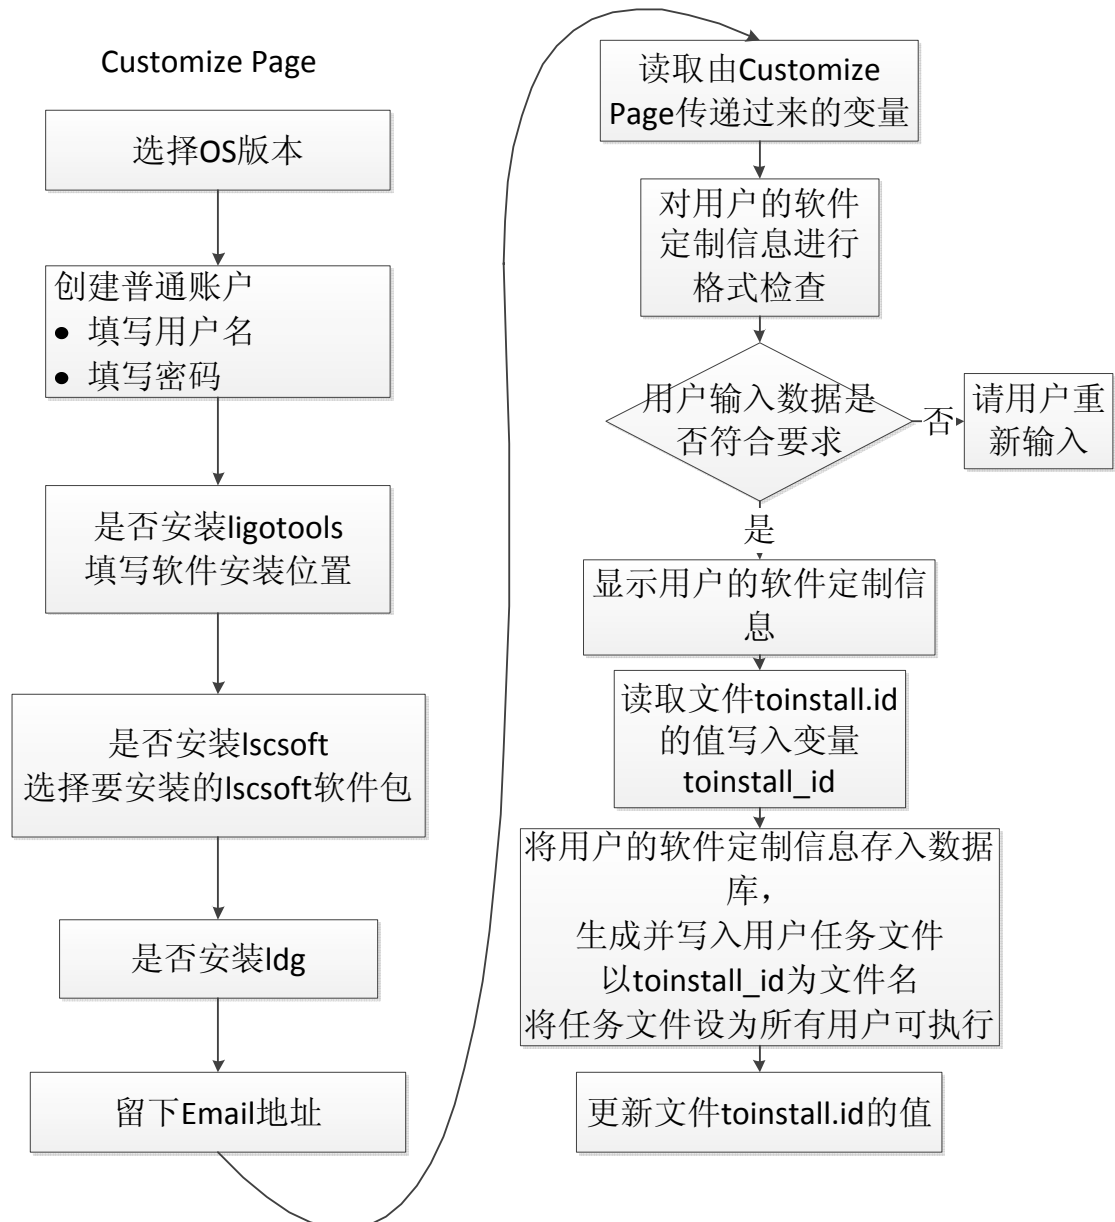 Customize Page
选择OS版本
创建普通账户
• 填写用户名
• 填写密码
是否安装ligotools
填写软件安装位置
是否安装lscsoft
选择要安装的lscsoft软件包
是否安装ldg
留下Email地址
读取由Customize
Page传递过来的变量
对用户的软件
定制信息进行
格式检查
用户输入数据是
否符合要求
否
请用户重
新输入
是
显示用户的软件定制信
息
读取文件toinstall.id
的值写入变量
toinstall_id
将用户的软件定制信息存入数据
库，
生成并写入用户任务文件
以toinstall_id为文件名
将任务文件设为所有用户可执行
更新文件toinstall.id的值